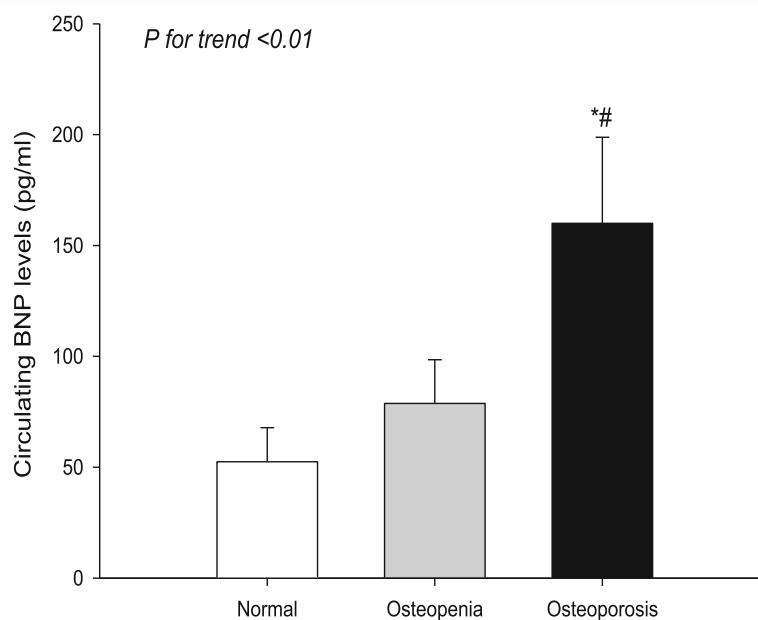 P for trend <0.01
250
200
150
100
50
0
Circulating BNP levels (pg/ml)
*#
Normal
Osteopenia
Osteoporosis